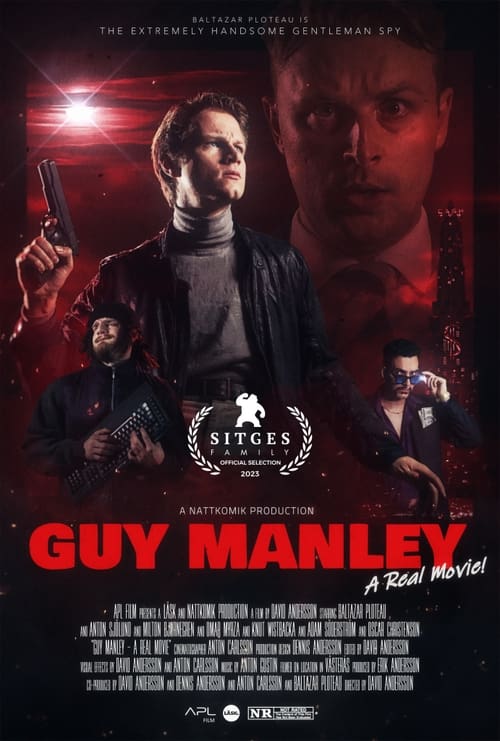 BALTAZAR PLOTEAU IS
THE EXTREMELY HANDSOME GENTLEMAN SPY
SITGES
FAMILY
OFFICIAL SELECTION
2023
A NATTKOMIK PRODUCTION
GUY MANLEY
A Real Movie!
APL FILM PRESENTS A LÅSK AND NATTKOMIK PRODUCTION A FILM BY DAVID ANDERSSON STARRING BALTAZAR PLOTEAU
AND ANTON SJÖLUND AND MILTON BJÖRNEGREN AND OMAR MYRZA AND KNUT WISTBACKA AND ADAM SÖDERSTRÖM AND OSCAR CHRISTENSON
"GUY MANLEY - A REAL MOVIE" CINEMATOGRAPHER ANTON CARLSSON PRODUCTION DESIGN DENNIS ANDERSSON EDITED BY DAVID ANDERSSON
VISUAL EFFECTS BY DAVID ANDERSSON AND ANTON CARLSSON MUSIC BY ANTON GUSTIN FILMED ON LOCATION IN VÄSTERÅS PRODUCED BY ERIK ANDERSSON
CO-PRODUCED BY DAVID ANDERSSON AND DENNIS ANDERSSON AND ANTON CARLSSON AND BALTAZAR PLOTEAU DIRECTED BY DAVID ANDERSSON
APL
FILM
LÅSK.
NR NOT RATED